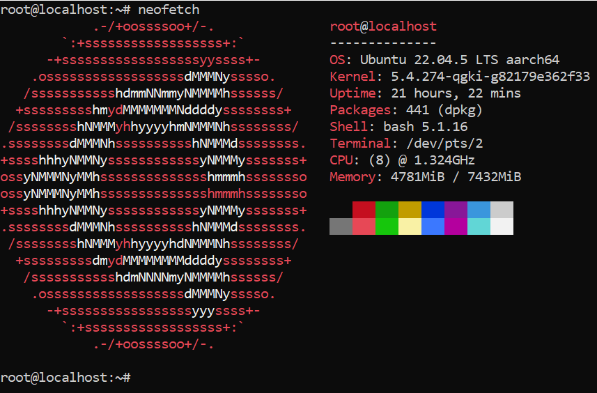 root@localhost:~# neofetch
            .-/+oossssoo+/-.               root@localhost
        `:+ssssssssssssssssss+:`           --------------
      -+ssssssssssssssssssyyssss+-         OS: Ubuntu 22.04.5 LTS aarch64
    .ossssssssssssssssssdMMMNysssso.       Kernel: 5.4.274-qgki-g82179e362f33
   /ssssssssssshdmmNNmmyNMMMMhssssss/      Uptime: 21 hours, 22 mins
  +ssssssssshmydMMMMMMMNddddyssssssss+     Packages: 441 (dpkg)
 /sssssssshNMMMyhhyyyyhmNMMMNhssssssss/    Shell: bash 5.1.16
.ssssssssdMMMNhsssssssssshNMMMdssssssss.   Terminal: /dev/pts/2
+sssshhhyNMMNyssssssssssssyNMMMysssssss+   CPU: (8) @ 1.324GHz
ossyNMMMNyMMhsssssssssssssshmmmhssssssso   Memory: 4781MiB / 7432MiB
ossyNMMMNyMMhsssssssssssssshmmmhssssssso
+sssshhhyNMMNyssssssssssssyNMMMysssssss+
.ssssssssdMMMNhsssssssssshNMMMdssssssss.
 /sssssssshNMMMyhhyyyyhdNMMMNhssssssss/
  +sssssssssdmydMMMMMMMMddddyssssssss+
   /ssssssssssshdmNNNNmyNMMMMhssssss/
    .ossssssssssssssssssdMMMNysssso.
      -+sssssssssssssssssyyyssss+-
        `:+ssssssssssssssssss+:`
            .-/+oossssoo+/-.
root@localhost:~#